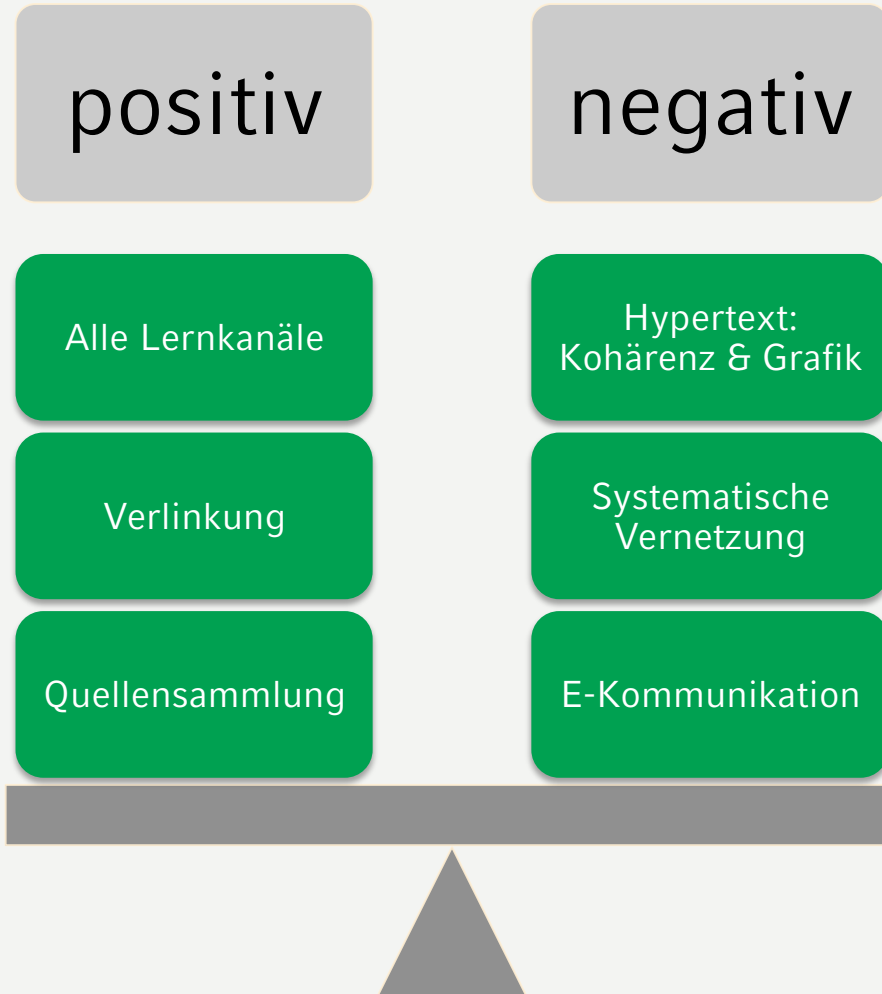 positiv
negativ
Alle Lernkanäle
Hypertext:
Kohärenz & Grafik
Verlinkung
Systematische
Vernetzung
Quellensammlung
E-Kommunikation